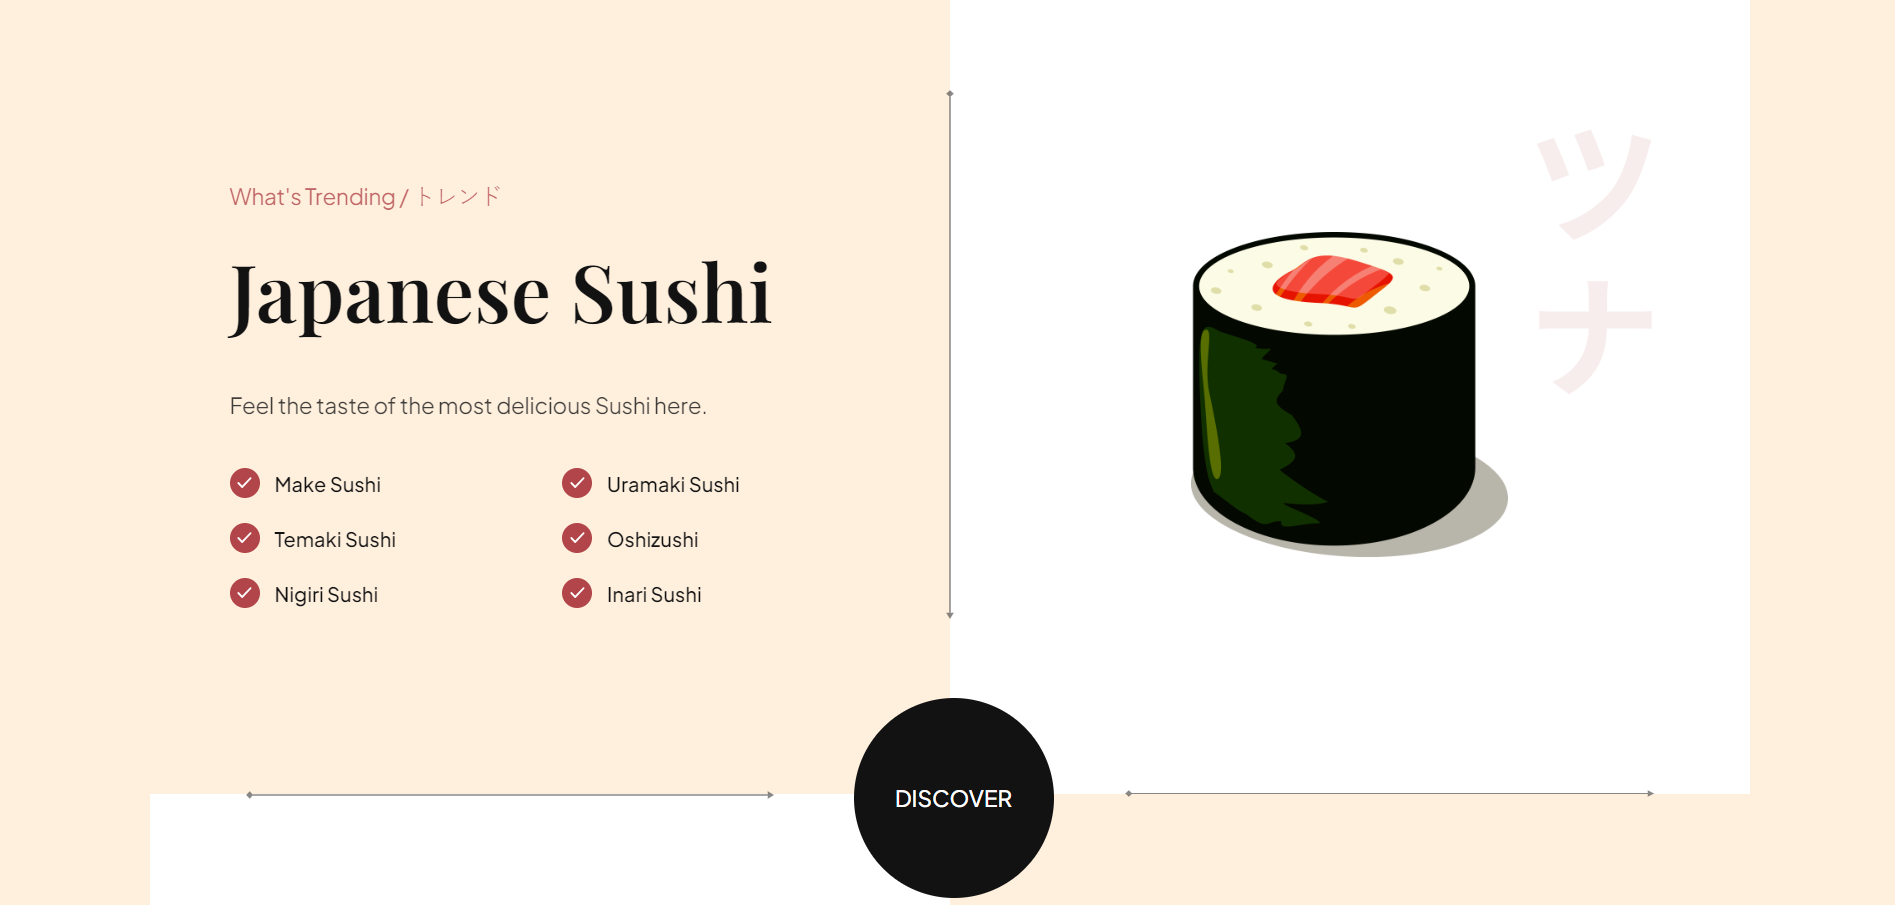 What's Trending / トレンド
Japanese Sushi
Feel the taste of the most delicious Sushi here.
Make Sushi
Uramaki Sushi
Temaki Sushi
Oshizushi
Nigiri Sushi
Inari Sushi
ツナ
DISCOVER